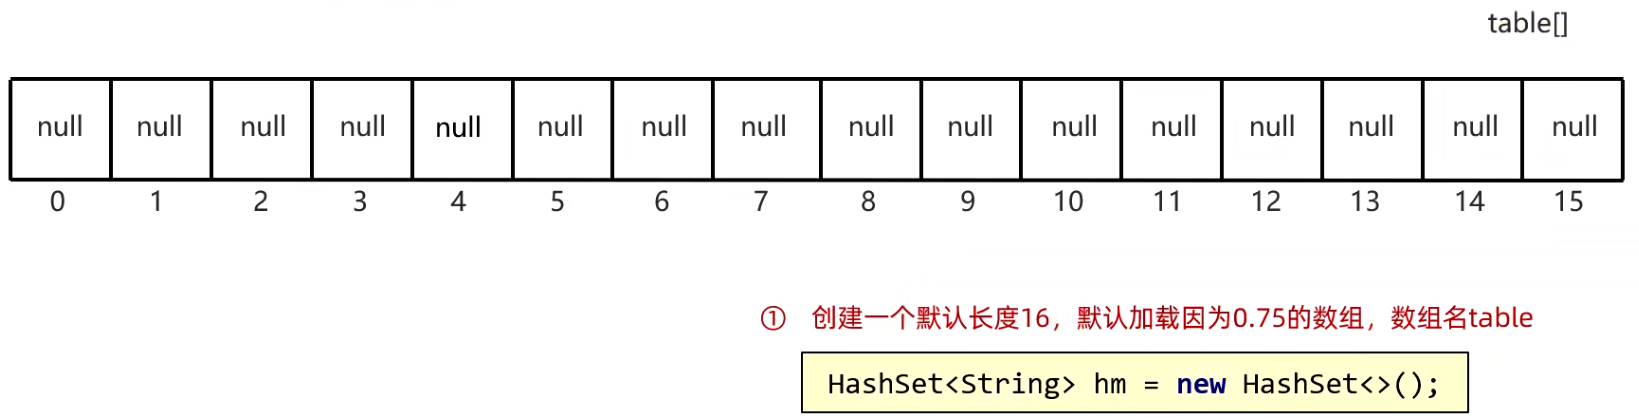 table[]
null null null null null null null null null null null null null null null null
0 1 2 3 4 5 6 7 8 9 10 11 12 13 14 15
① 创建一个默认长度16，默认加载因为0.75的数组，数组名table
HashSet<String> hm = new HashSet<>();